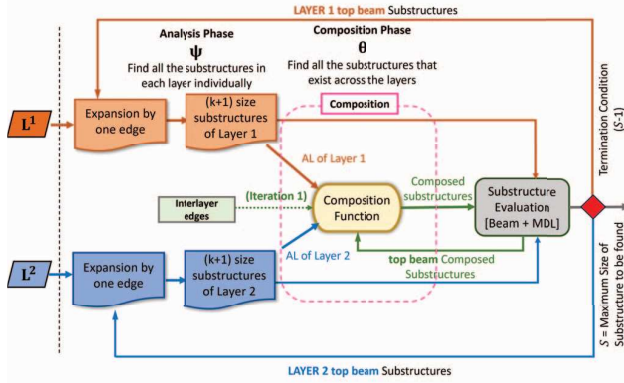 LAYER 1 top beam Substructures
Analysis Phase
Ψ
Find all the substructures in
each layer individually
Composition Phase
θ
Find all the substructures that
exist across the layers
Composition
L¹
Expansion by
one edge
(k+1) size
substructures
of Layer 1
AL of Layer 1
Interlayer
edges
(Iteration 1)
Composition
Function
Composed
substructures
Substructure
Evaluation
[Beam + MDL]
top beam Composed
Substructures
AL of Layer 2
L²
Expansion by
one edge
(k+1) size
substructures
of Layer 2
LAYER 2 top beam Substructures
Termination Condition
(S-1)
S = Maximum Size of
Substructure to be found